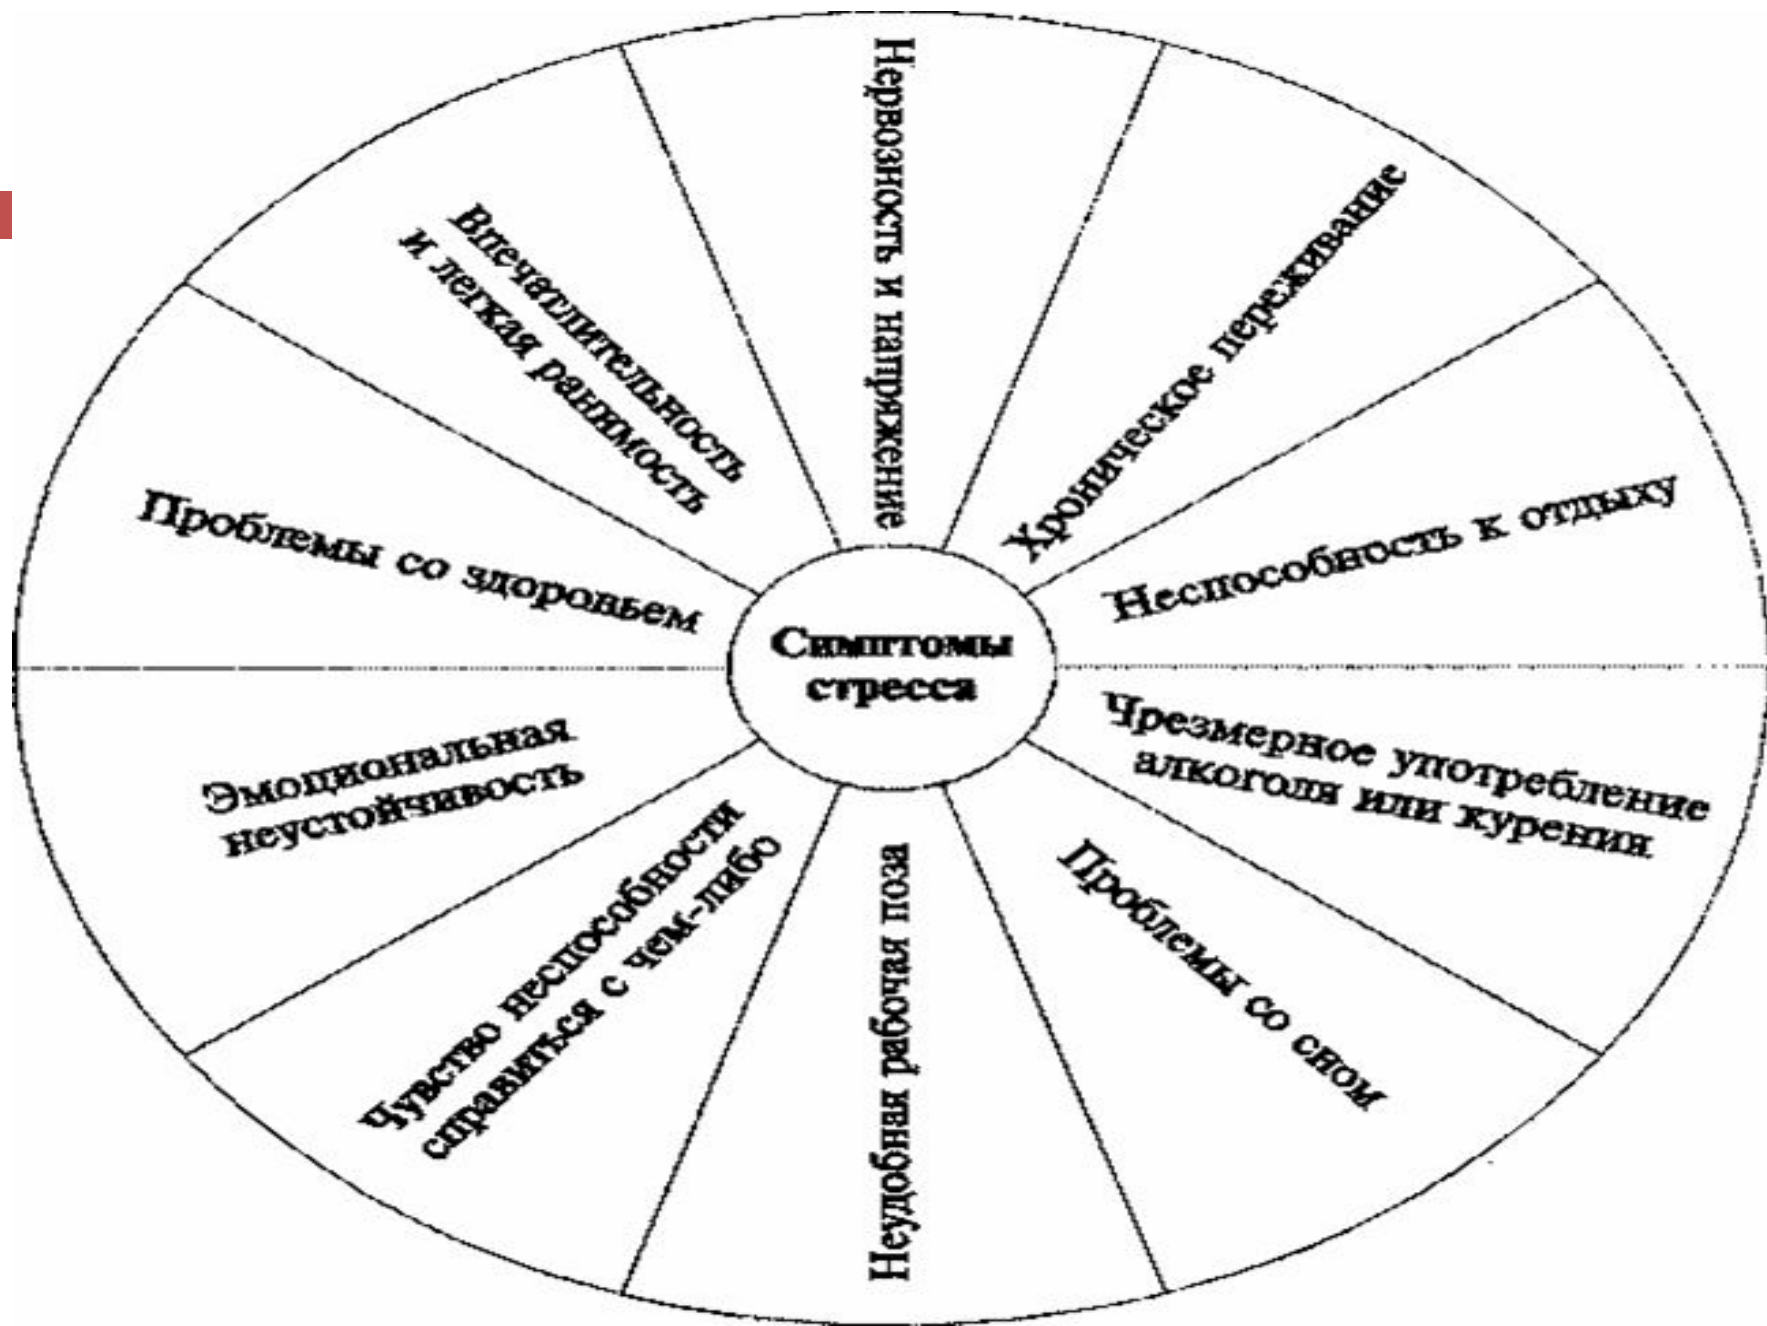 Симптомы
стресса
Нервозность и напряжение
Хроническое переживание
Неспособность к отдыху
Чрезмерное употребление
алкоголя или курения
Проблемы со сном
Неудобная рабочая поза
Чувство неспособности
справиться с чем-либо
Эмоциональная
неустойчивость
Проблемы со здоровьем
Впечатлительность
и легкая ранимость